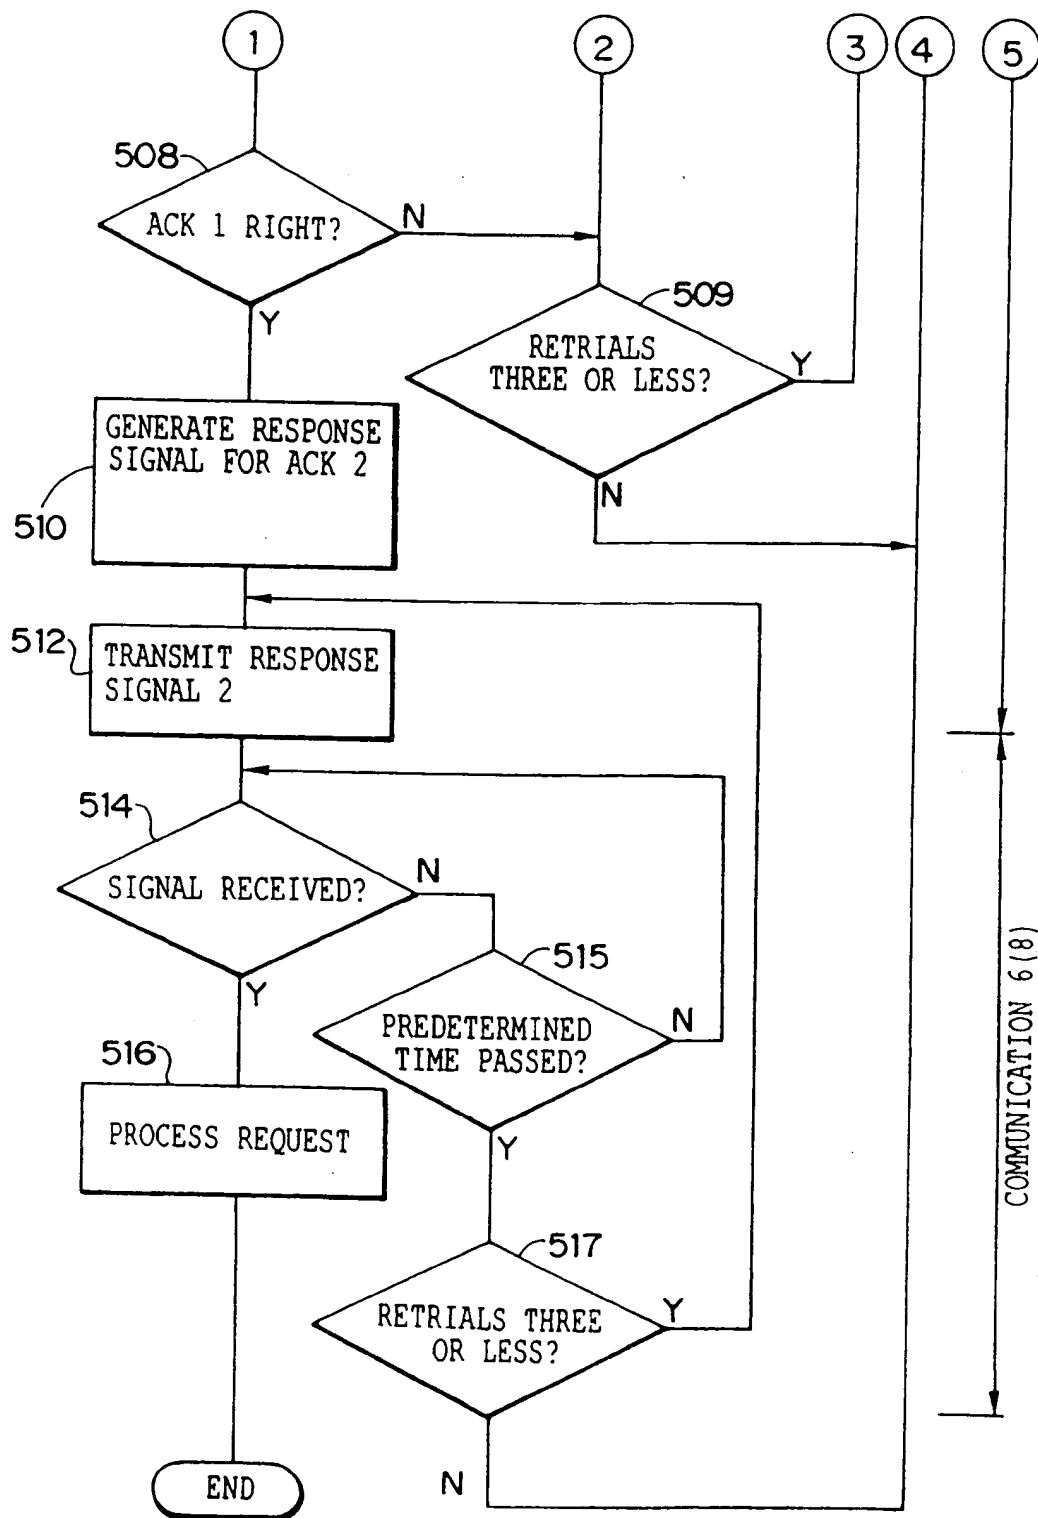 1
2
3
4
5
508
ACK 1 RIGHT?
N
Y
509
RETRIALS
THREE OR LESS?
Y
N
GENERATE RESPONSE
SIGNAL FOR ACK 2
510
512
TRANSMIT RESPONSE
SIGNAL 2
514
SIGNAL RECEIVED?
N
Y
515
PREDETERMINED
TIME PASSED?
N
Y
516
PROCESS REQUEST
517
RETRIALS THREE
OR LESS?
Y
N
END
COMMUNICATION 6(8)